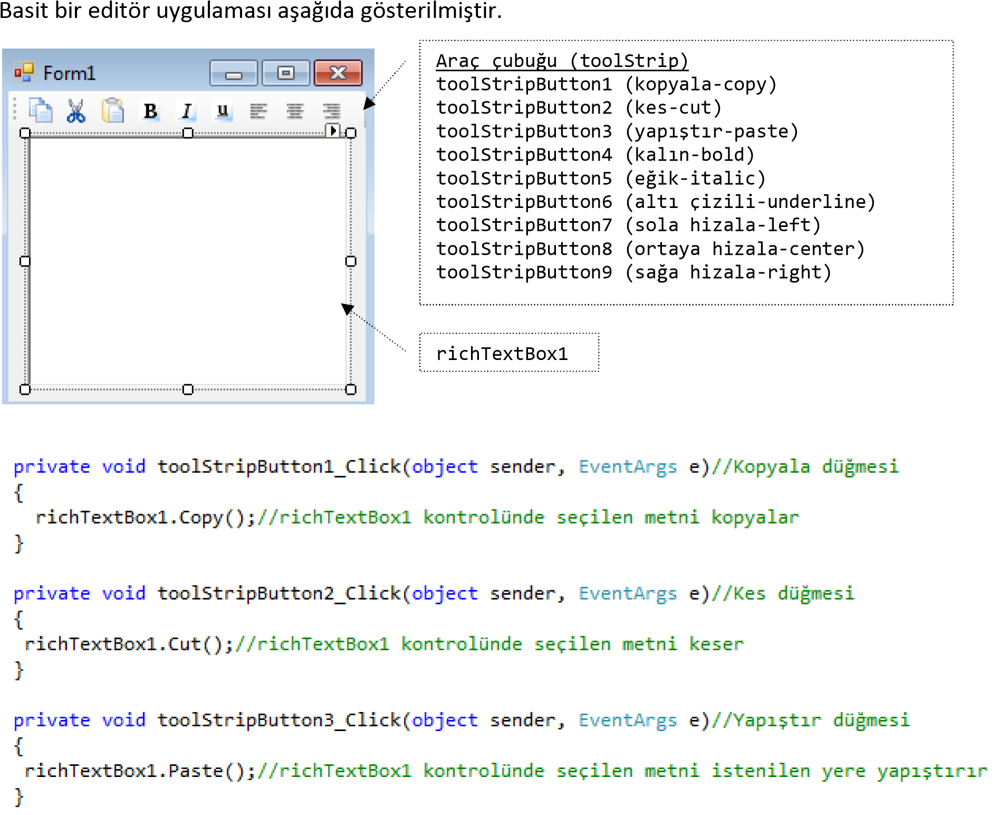 Basit bir editör uygulaması aşağıda gösterilmiştir.
Form1
B I u
Araç çubuğu (toolStrip)
toolStripButton1 (kopyala-copy)
toolStripButton2 (kes-cut)
toolStripButton3 (yapıştır-paste)
toolStripButton4 (kalın-bold)
toolStripButton5 (eğik-italic)
toolStripButton6 (altı çizili-underline)
toolStripButton7 (sola hizala-left)
toolStripButton8 (ortaya hizala-center)
toolStripButton9 (sağa hizala-right)
richTextBox1
private void toolStripButton1_Click(object sender, EventArgs e)//Kopyala düğmesi
{
richTextBox1.Copy();//richTextBox1 kontrolünde seçilen metni kopyalar
}
private void toolStripButton2_Click(object sender, EventArgs e)//Kes düğmesi
{
richTextBox1.Cut();//richTextBox1 kontrolünde seçilen metni keser
}
private void toolStripButton3_Click(object sender, EventArgs e)//Yapıştır düğmesi
{
richTextBox1.Paste();//richTextBox1 kontrolünde seçilen metni istenilen yere yapıştırır
}